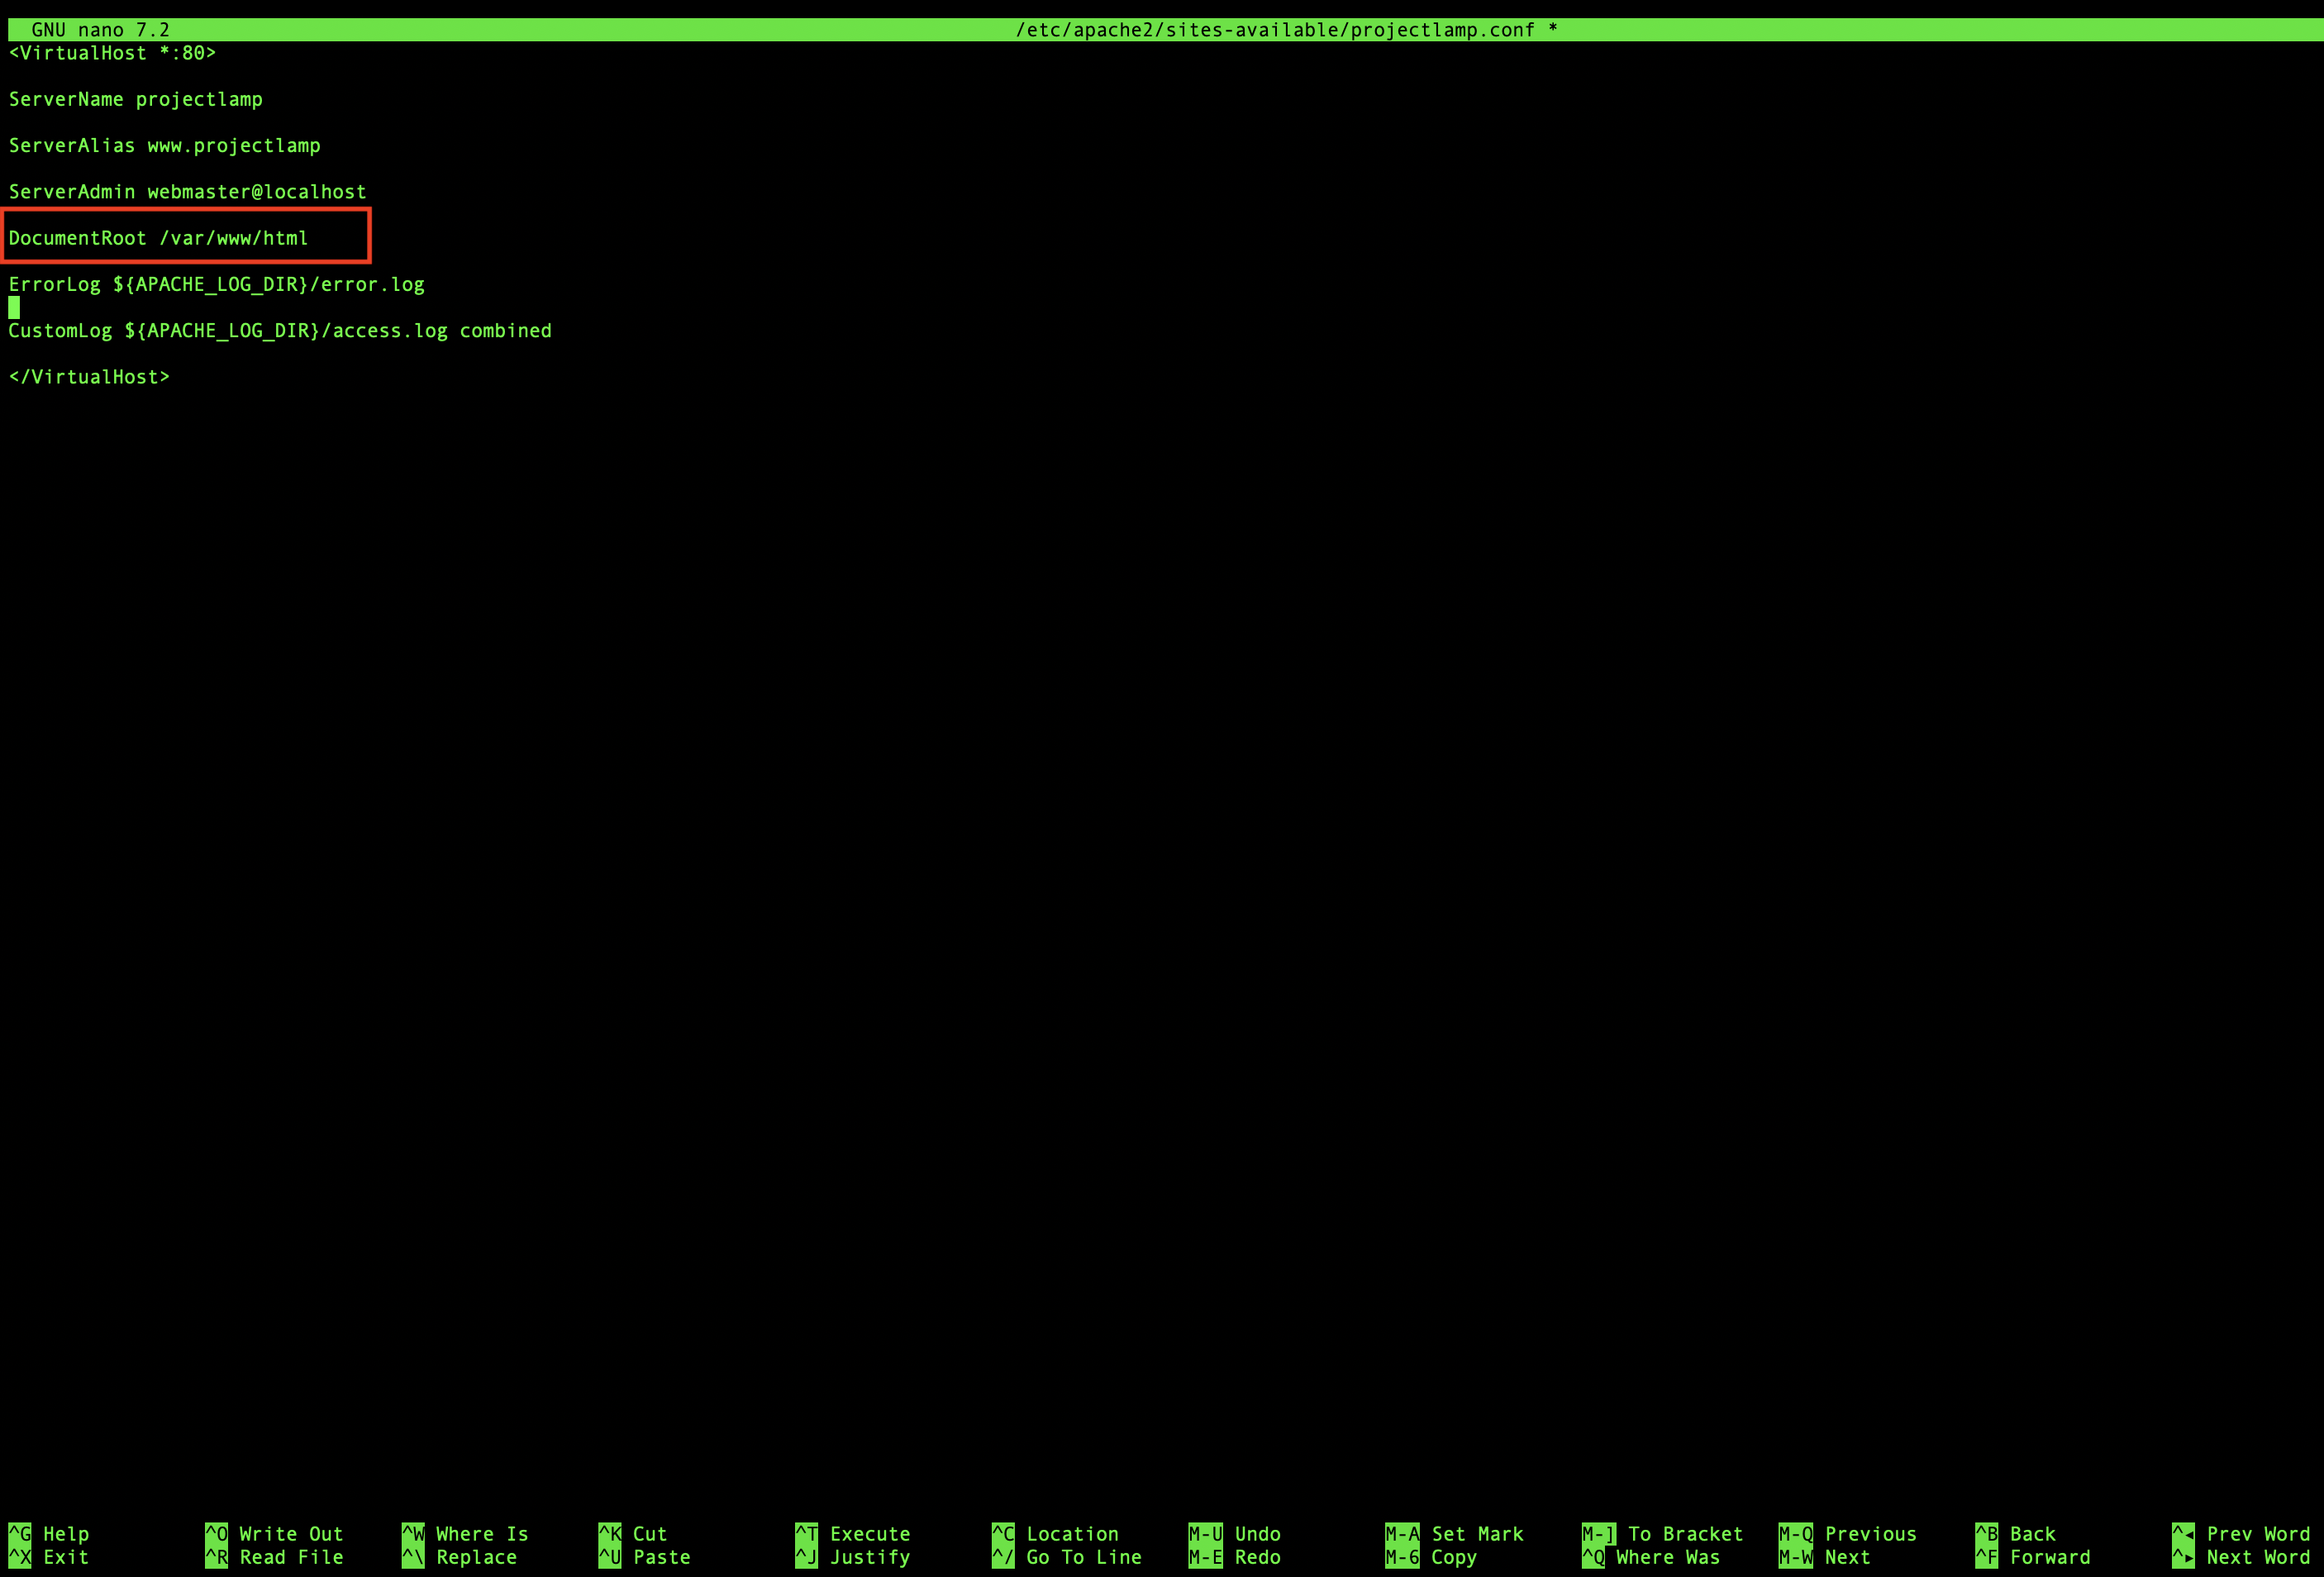 GNU nano 7.2 /etc/apache2/sites-available/projectlamp.conf *
<VirtualHost *:80>
ServerName projectlamp
ServerAlias www.projectlamp
ServerAdmin webmaster@localhost
DocumentRoot /var/www/html
ErrorLog ${APACHE_LOG_DIR}/error.log
CustomLog ${APACHE_LOG_DIR}/access.log combined
</VirtualHost>
^G Help ^O Write Out ^W Where Is ^K Cut ^T Execute ^C Location M-U Undo M-A Set Mark M-] To Bracket M-Q Previous ^B Back ^◂ Prev Word
^X Exit ^R Read File ^\ Replace ^U Paste ^J Justify ^/ Go To Line M-E Redo M-6 Copy ^Q Where Was M-W Next ^F Forward ^▸ Next Word